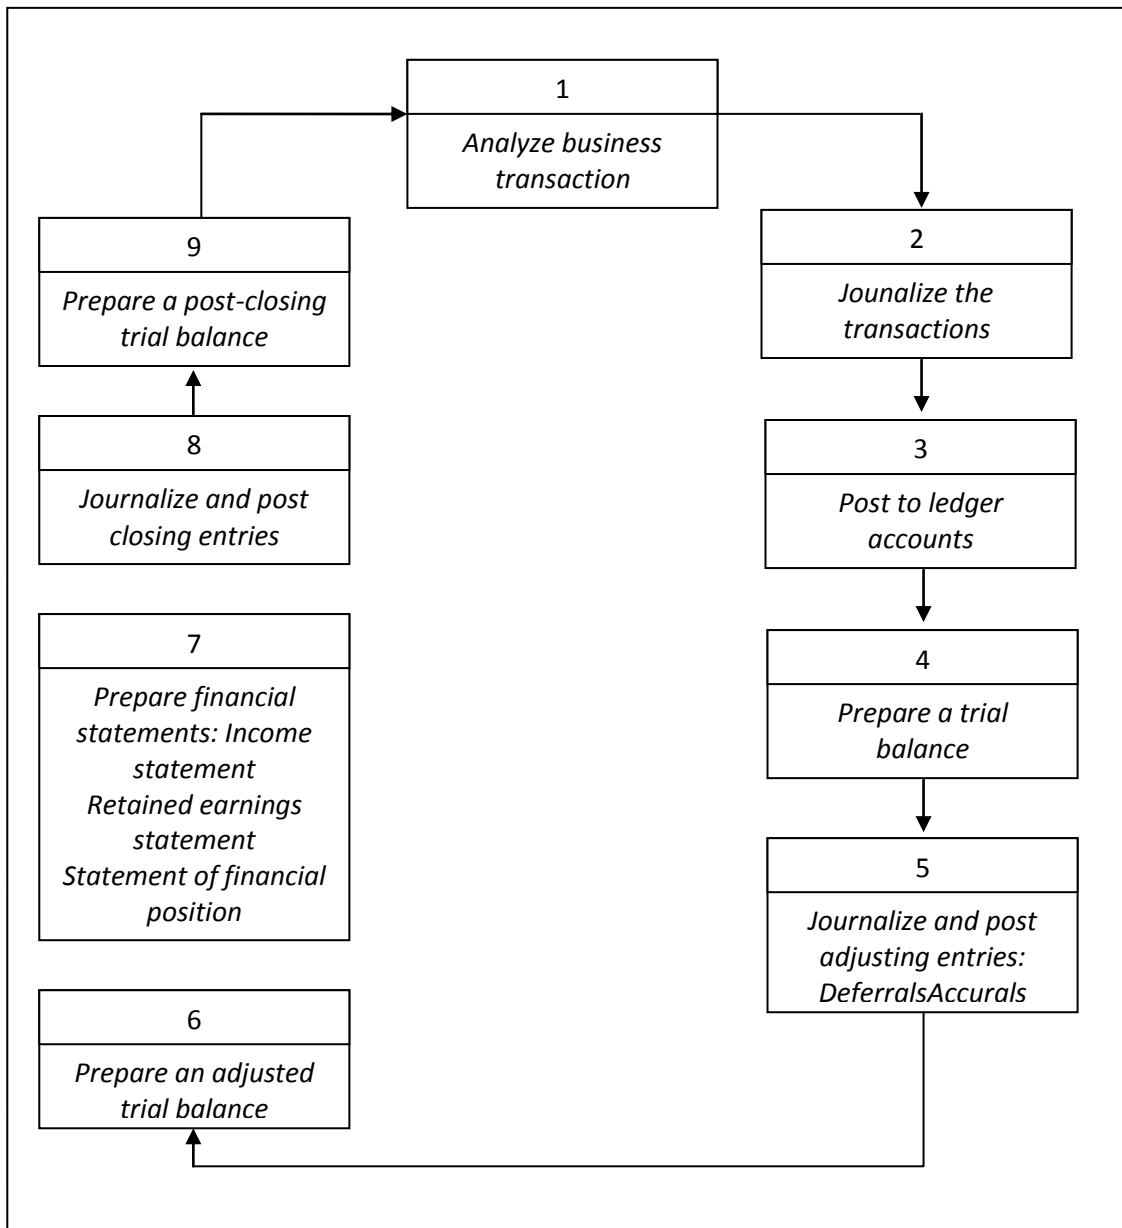 1
Analyze business
transaction
2
Jounalize the
transactions
3
Post to ledger
accounts
4
Prepare a trial
balance
5
Journalize and post
adjusting entries:
DeferralsAccurals
6
Prepare an adjusted
trial balance
7
Prepare financial
statements: Income
statement
Retained earnings
statement
Statement of financial
position
8
Journalize and post
closing entries
9
Prepare a post-closing
trial balance